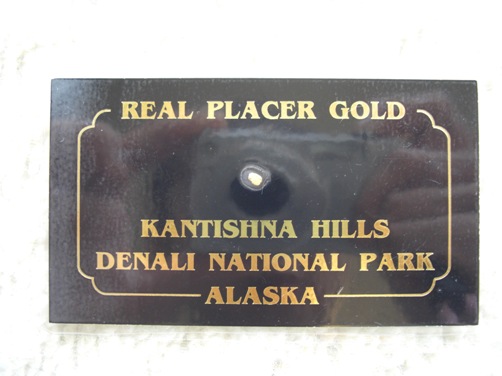 REAL PLACER GOLD
KANTISHNA HILLS
DENALI NATIONAL PARK
ALASKA